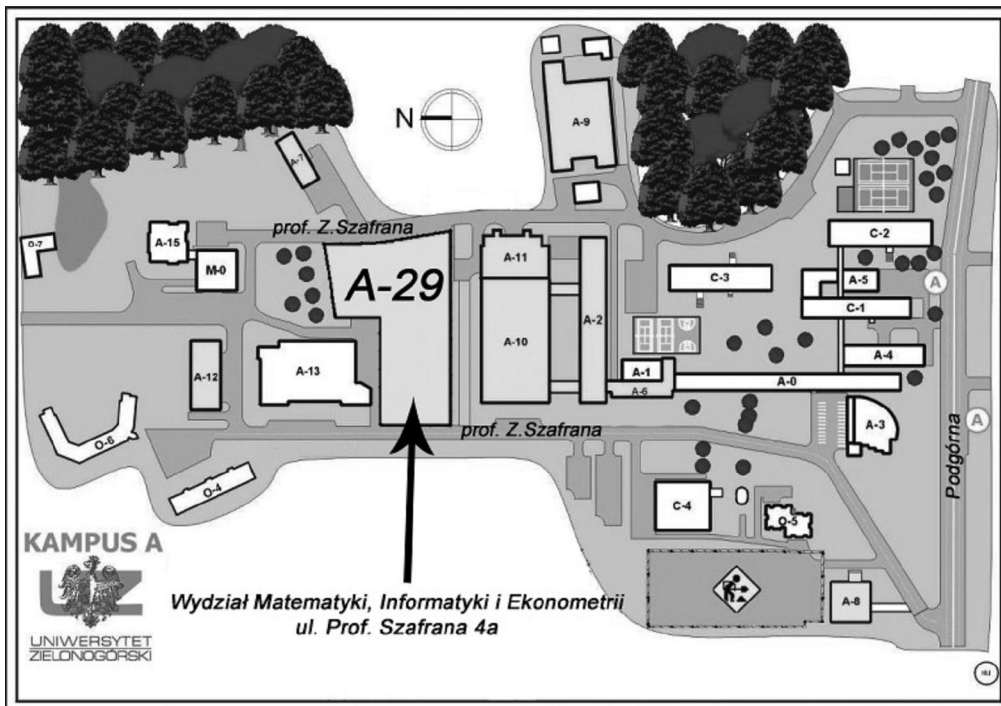 A-9
N
A-7
prof. Z.Szafrana
C-2
O-7
A-15
M-0
A-29
A-11
C-3
A-5
A
C-1
A-2
A-10
A-4
A-12
A-13
A-1
A-0
A-6
A-3
A
O-6
prof. Z.Szafrana
Podgórna
O-4
C-4
O-5
KAMPUS A
UZ
Wydział Matematyki, Informatyki i Ekonometrii
ul. Prof. Szafrana 4a
A-8
UNIWERSYTET
ZIELONOGÓRSKI